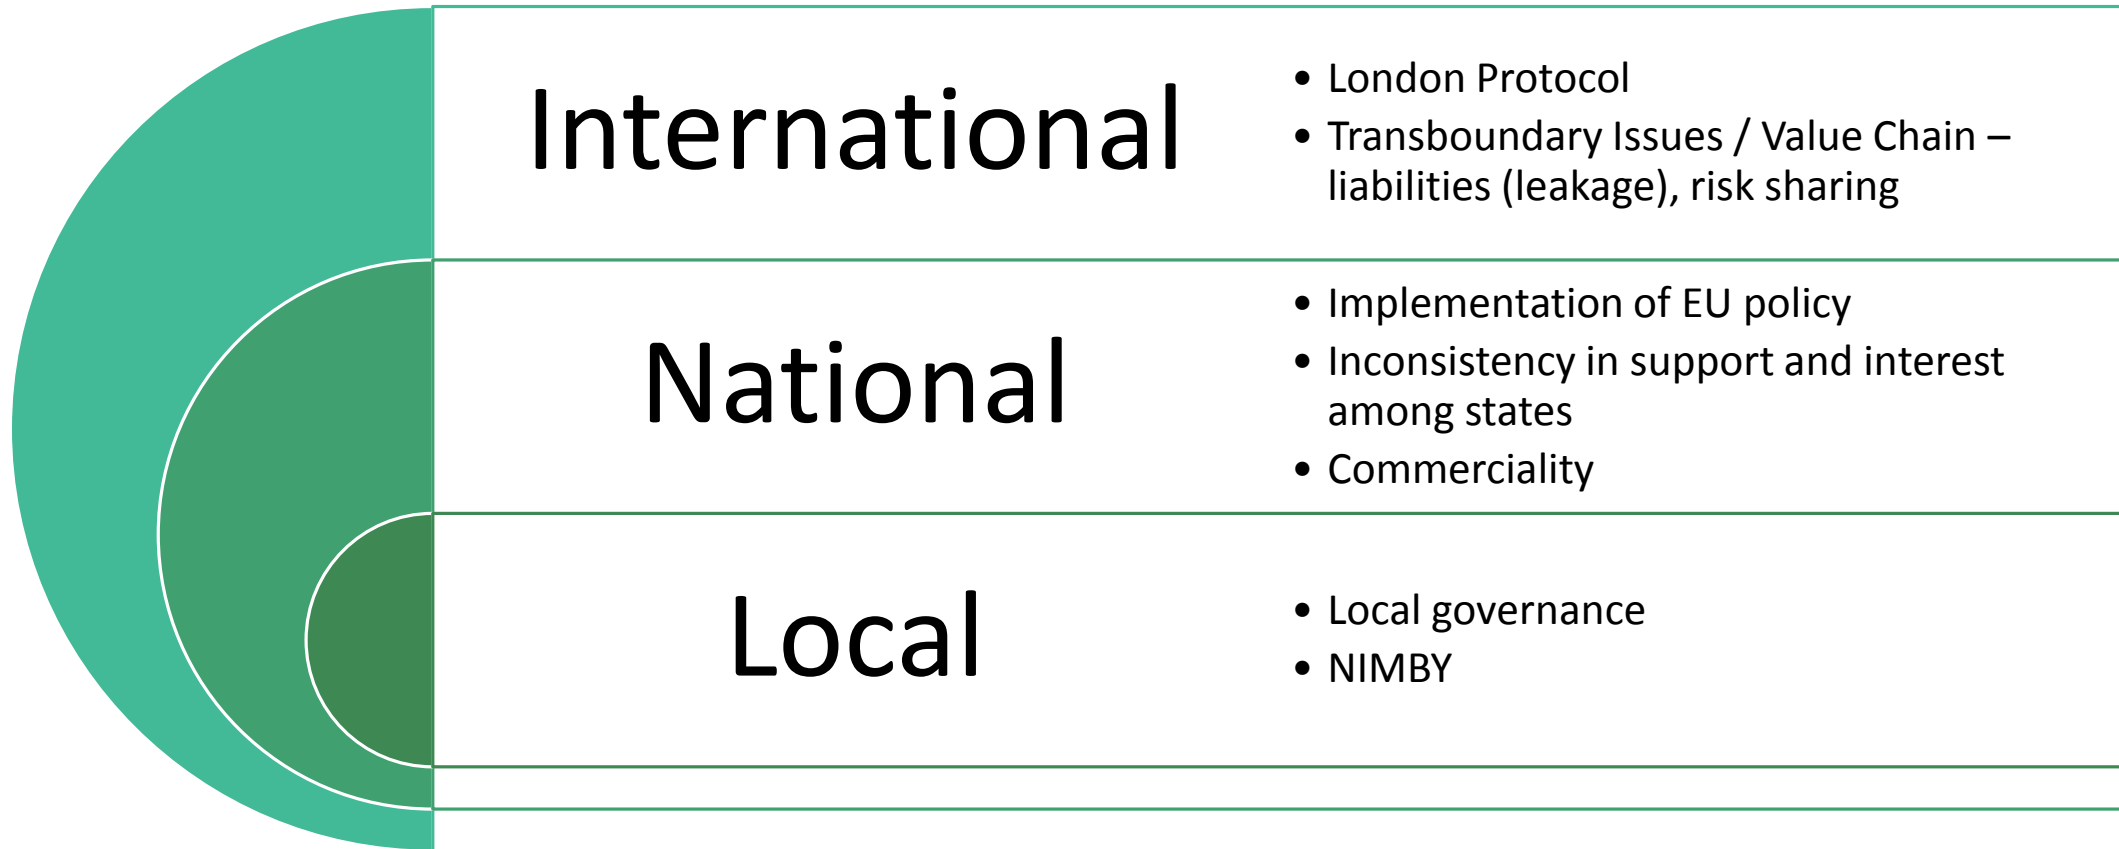 International
• London Protocol
• Transboundary Issues / Value Chain –
liabilities (leakage), risk sharing
National
• Implementation of EU policy
• Inconsistency in support and interest
among states
• Commerciality
Local
• Local governance
• NIMBY